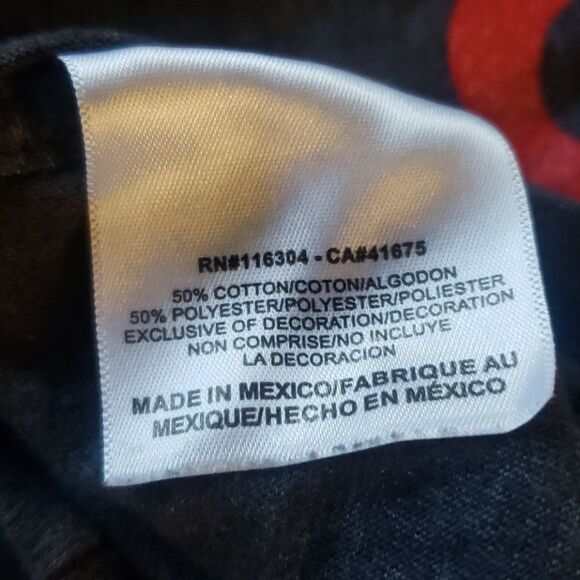 RN#116304 - CA#41675
50% COTTON/COTON/ALGODON
50% POLYESTER/POLYESTER/POLIESTER
EXCLUSIVE OF DECORATION/DECORATION
NON COMPRISE/NO INCLUYE
LA DECORACION
MADE IN MEXICO/FABRIQUE AU
MEXIQUE/HECHO EN MÉXICO